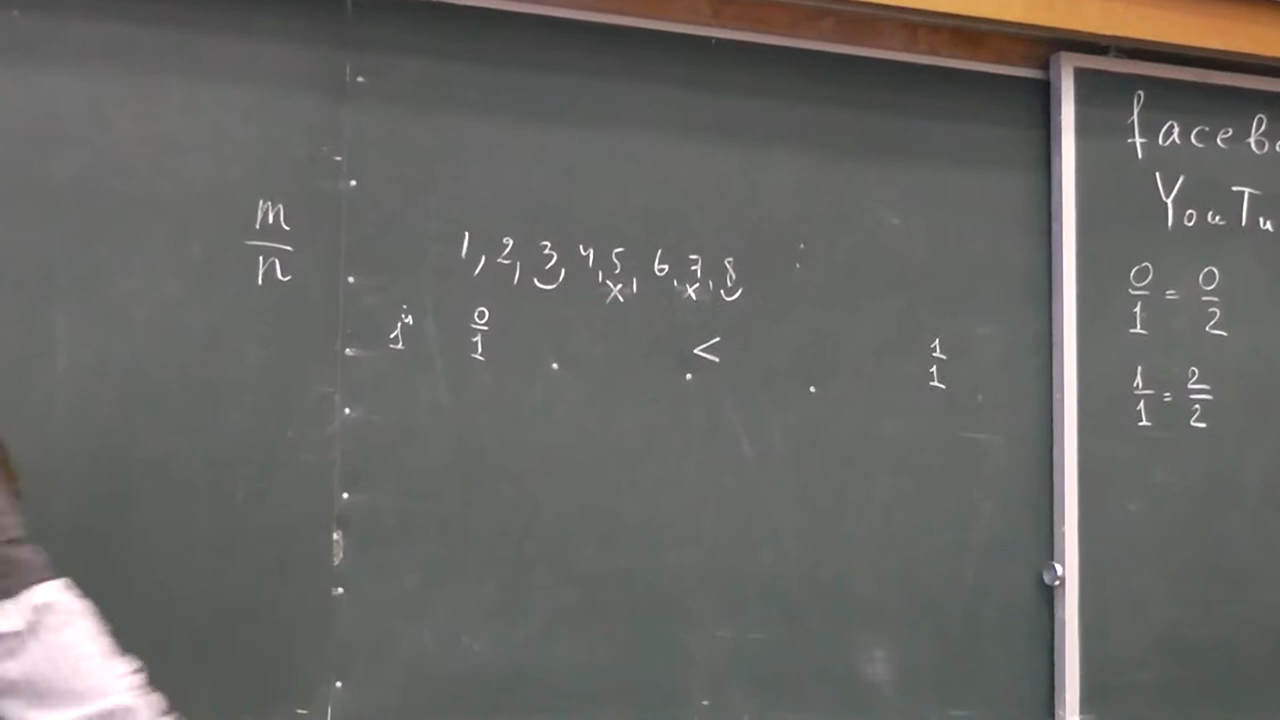 m/n
1, 2, 3, 4, 5, 6, 7, 8
x x
1й 0/1 < 1/1
faceb
YouTu
0/1 = 0/2
1/1 = 2/2